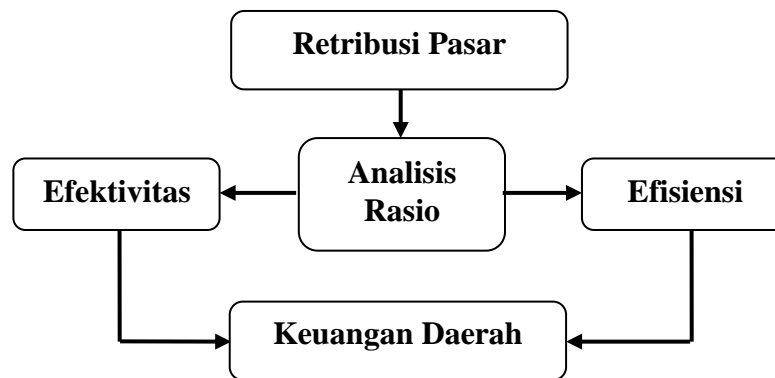 Retribusi Pasar
Analisis
Rasio
Efektivitas
Efisiensi
Keuangan Daerah